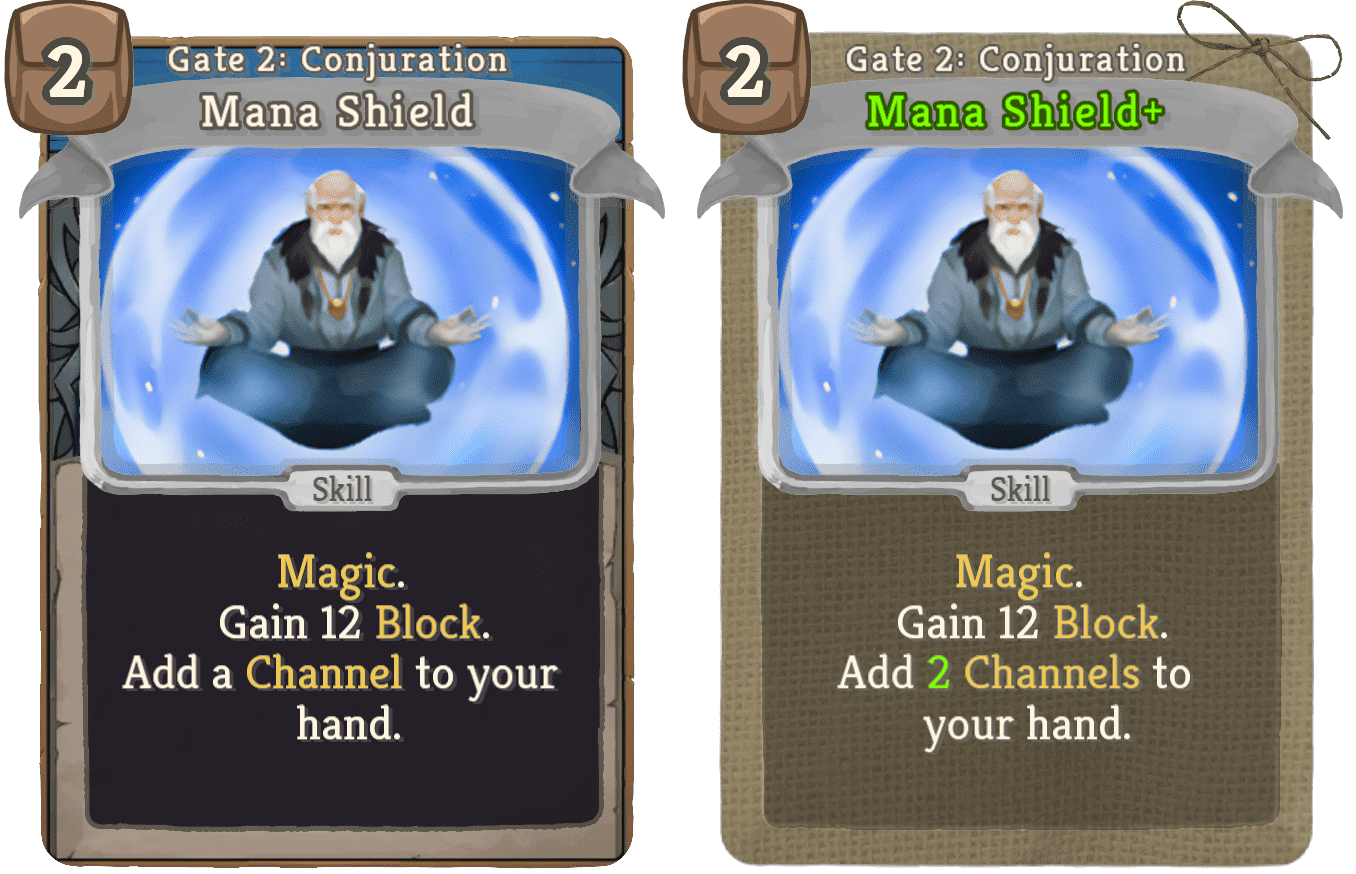 2
Gate 2: Conjuration
Mana Shield
Skill
Magic.
Gain 12 Block.
Add a Channel to your
hand.
2
Gate 2: Conjuration
Mana Shield+
Skill
Magic.
Gain 12 Block.
Add 2 Channels to
your hand.